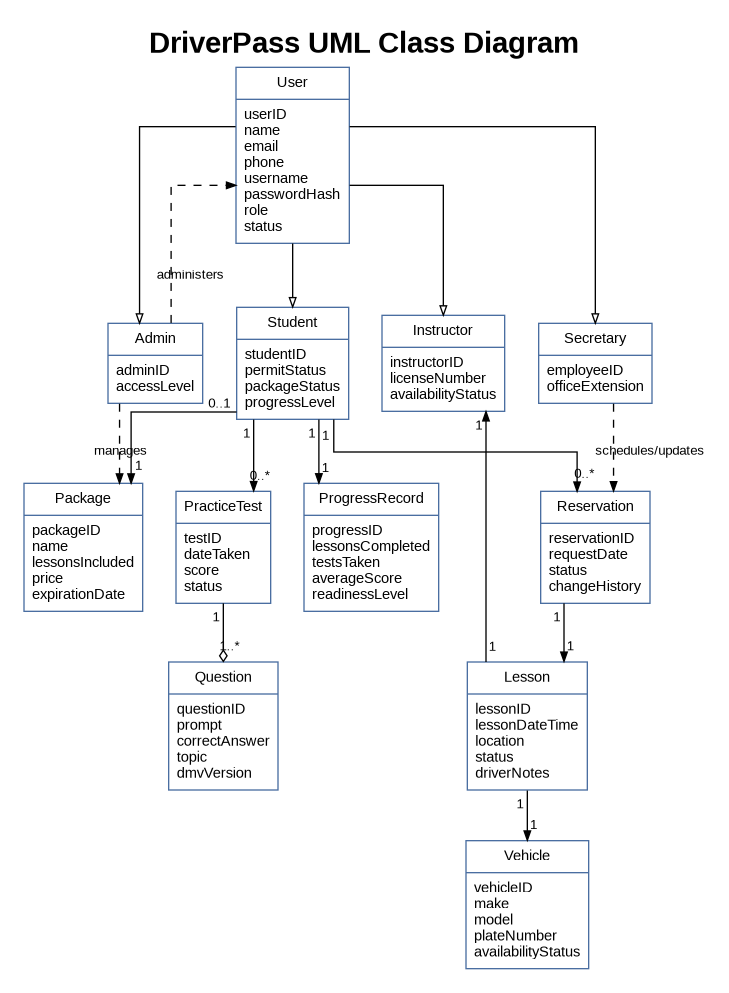 DriverPass UML Class Diagram
User
userID
name
email
phone
username
passwordHash
role
status
administers
Admin
adminID
accessLevel
Student
studentID
permitStatus
packageStatus
progressLevel
Instructor
instructorID
licenseNumber
availabilityStatus
Secretary
employeeID
officeExtension
0..1
manages
1
1
0..*
1
1
1
1
schedules/updates
0..*
Package
packageID
name
lessonsIncluded
price
expirationDate
PracticeTest
testID
dateTaken
score
status
ProgressRecord
progressID
lessonsCompleted
testsTaken
averageScore
readinessLevel
Reservation
reservationID
requestDate
status
changeHistory
1
1..*
1
1
1
Question
questionID
prompt
correctAnswer
topic
dmvVersion
Lesson
lessonID
lessonDateTime
location
status
driverNotes
1
1
Vehicle
vehicleID
make
model
plateNumber
availabilityStatus